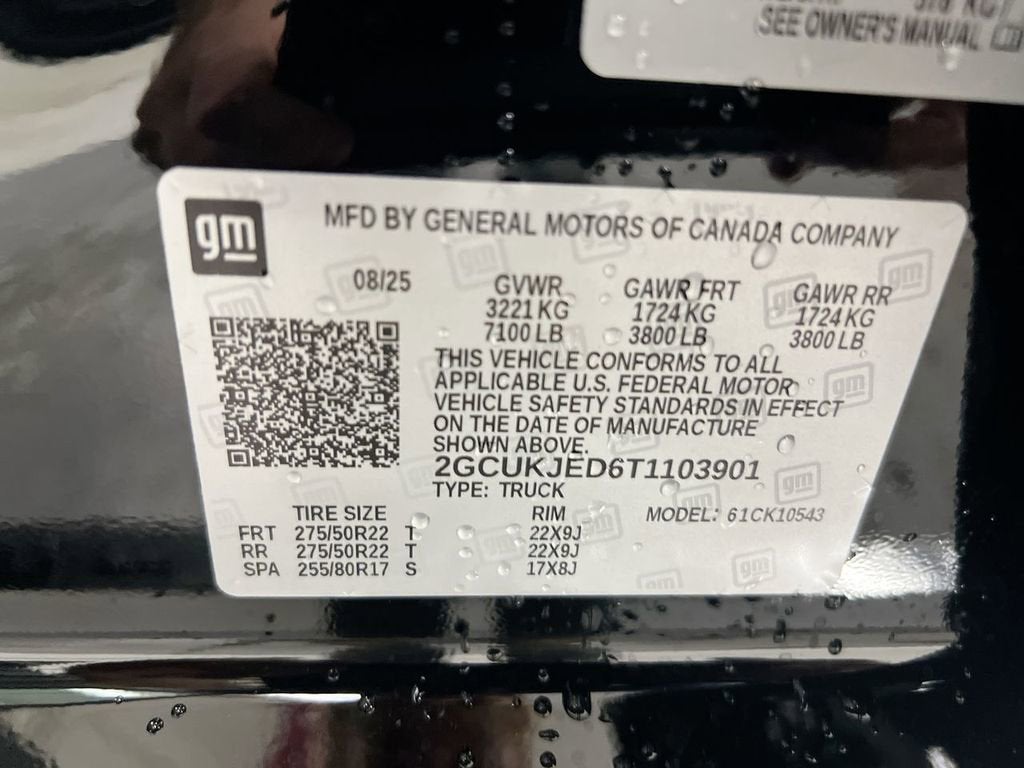 KG
SEE OWNER'S MANUAL
gm
MFD BY GENERAL MOTORS OF CANADA COMPANY
08/25
GVWR GAWR FRT GAWR RR
3221 KG 1724 KG 1724 KG
7100 LB 3800 LB 3800 LB
THIS VEHICLE CONFORMS TO ALL
APPLICABLE U.S. FEDERAL MOTOR
VEHICLE SAFETY STANDARDS IN EFFECT
ON THE DATE OF MANUFACTURE
SHOWN ABOVE.
2GCUKJED6T1103901
TYPE: TRUCK
TIRE SIZE RIM MODEL: 61CK10543
FRT 275/50R22 T 22X9J
RR 275/50R22 T 22X9J
SPA 255/80R17 S 17X8J